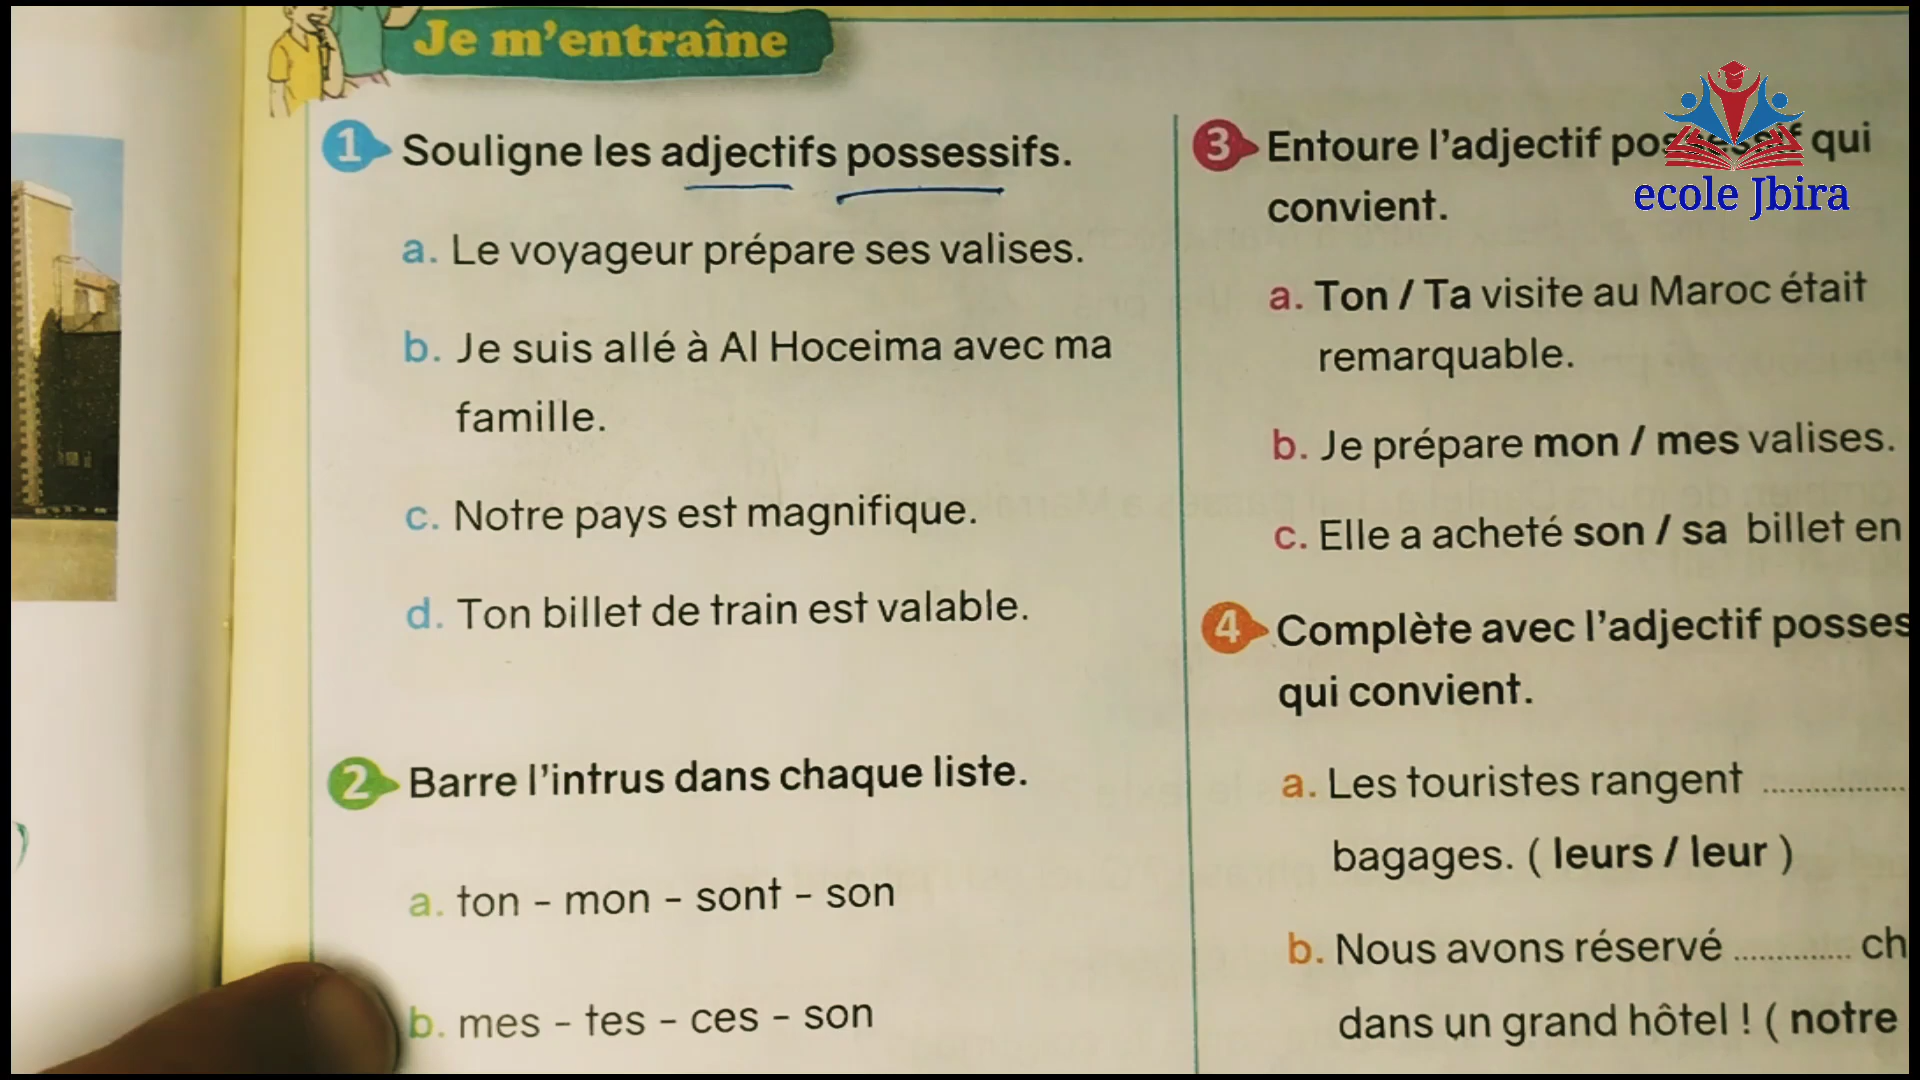 Je m'entraîne
1 Souligne les adjectifs possessifs.
a. Le voyageur prépare ses valises.
b. Je suis allé à Al Hoceima avec ma
famille.
c. Notre pays est magnifique.
d. Ton billet de train est valable.
2 Barre l'intrus dans chaque liste.
a. ton - mon - sont - son
b. mes - tes - ces - son
3 Entoure l'adjectif possessif qui
convient.
a. Ton / Ta visite au Maroc était
remarquable.
b. Je prépare mon / mes valises.
c. Elle a acheté son / sa billet en
4 Complète avec l'adjectif posses
qui convient.
a. Les touristes rangent ................
bagages. ( leurs / leur )
b. Nous avons réservé ............. ch
dans un grand hôtel ! ( notre
ecole Jbira